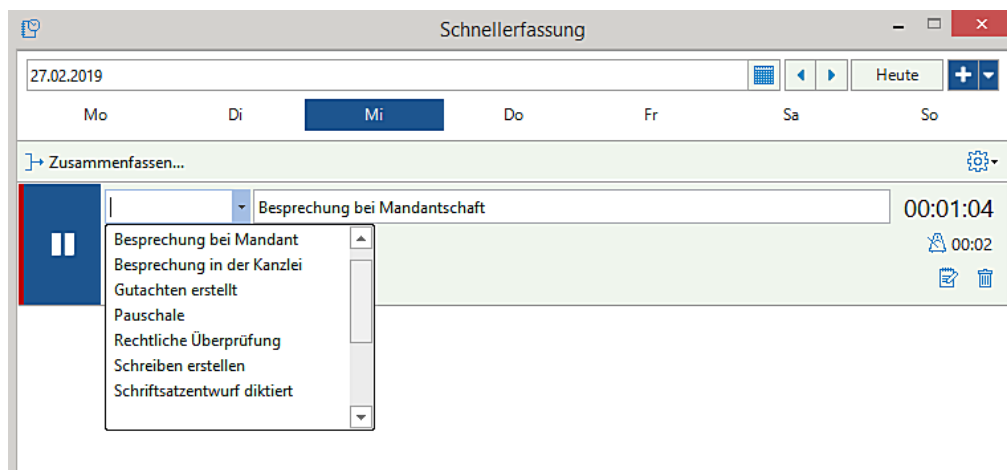 Schnellerfassung
27.02.2019 Heute
Mo Di Mi Do Fr Sa So
Zusammenfassen...
Besprechung bei Mandantschaft 00:01:04
00:02
Besprechung bei Mandant
Besprechung in der Kanzlei
Gutachten erstellt
Pauschale
Rechtliche Überprüfung
Schreiben erstellen
Schriftsatzentwurf diktiert